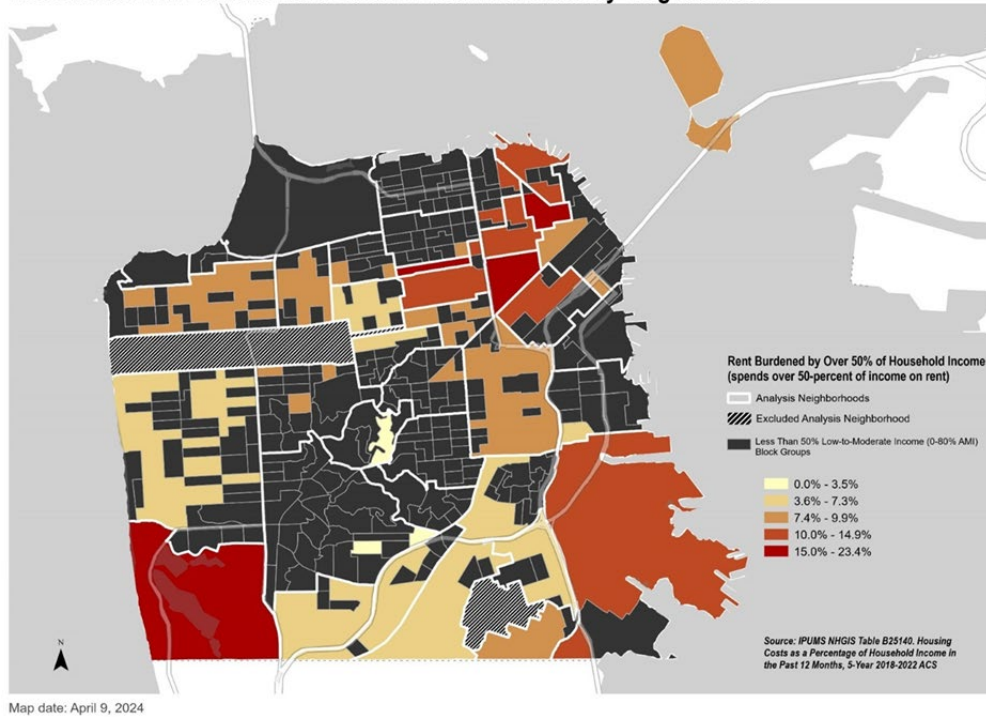 Rent Burdened by Over 50% of Household Income
(spends over 50-percent of income on rent)
Analysis Neighborhoods
Excluded Analysis Neighborhood
Less Than 50% Low-to-Moderate Income (0-80% AMI)
Block Groups
0.0% - 3.5%
3.6% - 7.3%
7.4% - 9.9%
10.0% - 14.9%
15.0% - 23.4%
N
Source: IPUMS NHGIS Table B25140. Housing
Costs as a Percentage of Household Income in
the Past 12 Months, 5-Year 2018-2022 ACS
Map date: April 9, 2024